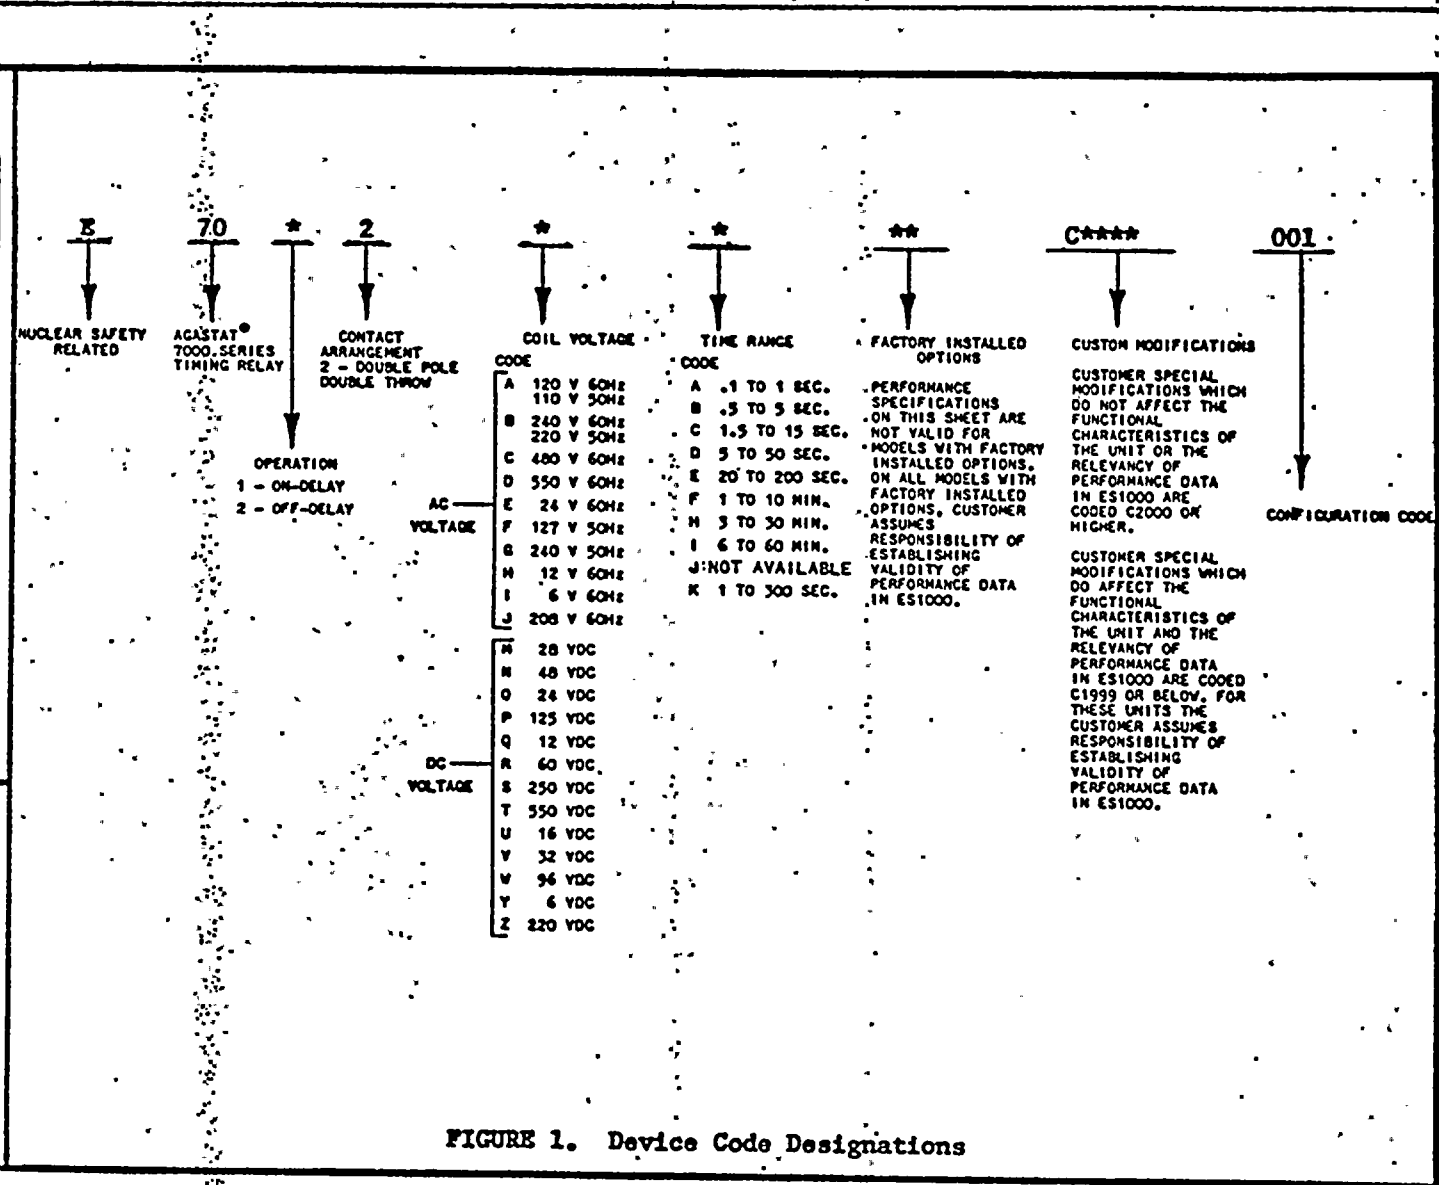 E 70 * 2 * * ** C**** 001
NUCLEAR SAFETY
RELATED
AGASTAT®
7000 SERIES
TIMING RELAY
OPERATION
1 - ON-DELAY
2 - OFF-DELAY
CONTACT
ARRANGEMENT
2 - DOUBLE POLE
DOUBLE THROW
COIL VOLTAGE
CODE
AC
VOLTAGE
A 120 V 60Hz
110 V 50Hz
B 240 V 60Hz
220 V 50Hz
C 480 V 60Hz
D 550 V 60Hz
E 24 V 60Hz
F 127 V 50Hz
G 240 V 50Hz
H 12 V 60Hz
I 6 V 60Hz
J 208 V 60Hz
DC
VOLTAGE
M 28 VDC
N 48 VDC
O 24 VDC
P 125 VDC
Q 12 VDC
R 60 VDC
S 250 VDC
T 550 VDC
U 16 VDC
V 32 VDC
W 96 VDC
Y 6 VDC
Z 220 VDC
TIME RANGE
CODE
A .1 TO 1 SEC.
B .5 TO 5 SEC.
C 1.5 TO 15 SEC.
D 5 TO 50 SEC.
E 20 TO 200 SEC.
F 1 TO 10 MIN.
H 3 TO 30 MIN.
I 6 TO 60 MIN.
J:NOT AVAILABLE
K 1 TO 300 SEC.
FACTORY INSTALLED
OPTIONS
PERFORMANCE
SPECIFICATIONS
ON THIS SHEET ARE
NOT VALID FOR
MODELS WITH FACTORY
INSTALLED OPTIONS.
ON ALL MODELS WITH
FACTORY INSTALLED
OPTIONS, CUSTOMER
ASSUMES
RESPONSIBILITY OF
ESTABLISHING
VALIDITY OF
PERFORMANCE DATA
IN ES1000.
CUSTOM MODIFICATIONS
CUSTOMER SPECIAL
MODIFICATIONS WHICH
DO NOT AFFECT THE
FUNCTIONAL
CHARACTERISTICS OF
THE UNIT OR THE
RELEVANCY OF
PERFORMANCE DATA
IN ES1000 ARE
CODED C2000 OR
HIGHER.
CUSTOMER SPECIAL
MODIFICATIONS WHICH
DO AFFECT THE
FUNCTIONAL
CHARACTERISTICS OF
THE UNIT AND THE
RELEVANCY OF
PERFORMANCE DATA
IN ES1000 ARE CODED
C1999 OR BELOW. FOR
THESE UNITS THE
CUSTOMER ASSUMES
RESPONSIBILITY OF
ESTABLISHING
VALIDITY OF
PERFORMANCE DATA
IN ES1000.
CONFIGURATION CODE
FIGURE 1. Device Code Designations